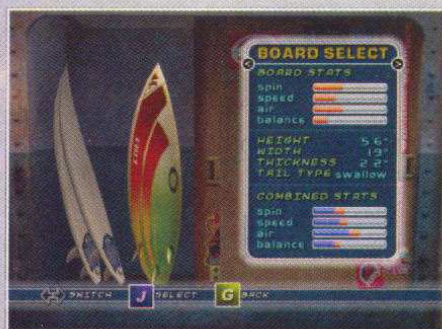 BOARD SELECT
BOARD STATS
spin
speed
air
balance
HEIGHT 5'6"
WIDTH 19"
THICKNESS 2.2"
TAIL TYPE swallow
COMBINED STATS
spin
speed
air
balance
SWITCH J SELECT G BACK